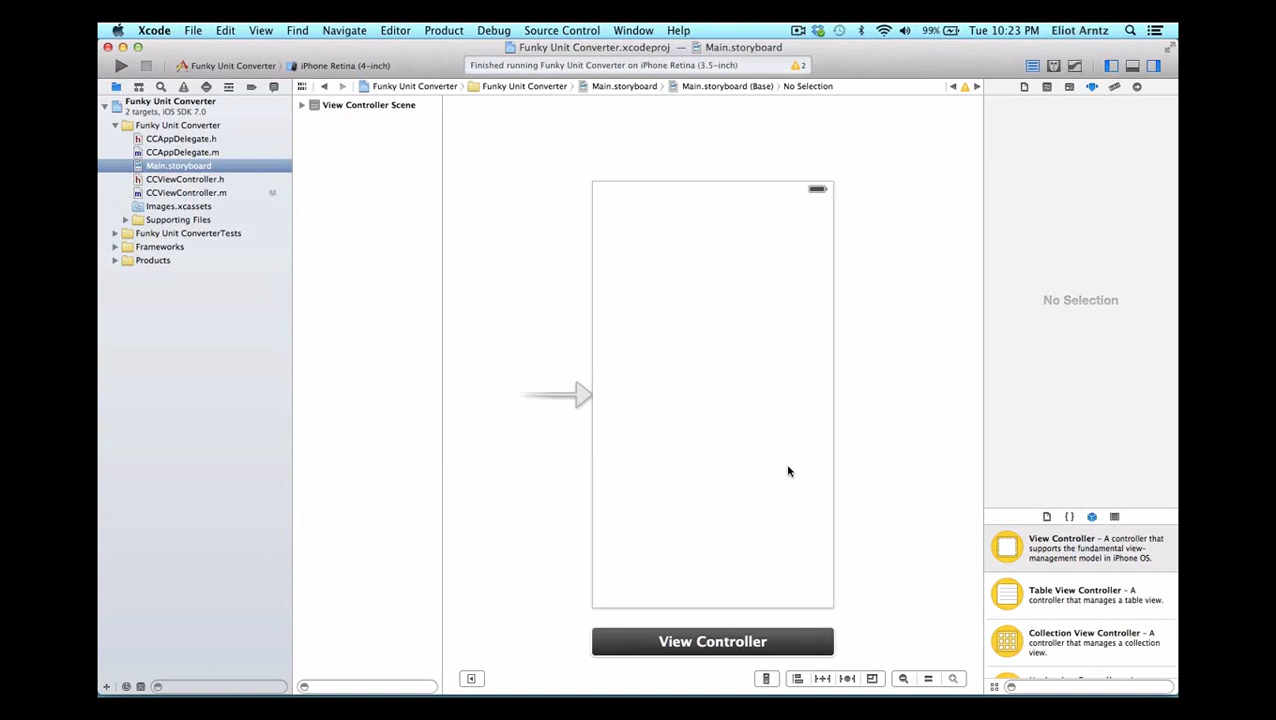 Xcode File Edit View Find Navigate Editor Product Debug Source Control Window Help 99% Tue 10:23 PM Eliot Arntz
Funky Unit Converter.xcodeproj — Main.storyboard
Funky Unit Converter iPhone Retina (4-inch) Finished running Funky Unit Converter on iPhone Retina (3.5-inch) 2
Funky Unit Converter Funky Unit Converter Main.storyboard Main.storyboard (Base) No Selection
Funky Unit Converter
2 targets, iOS SDK 7.0
Funky Unit Converter
CCAppDelegate.h
CCAppDelegate.m
Main.storyboard
CCViewController.h
CCViewController.m M
Images.xcassets
Supporting Files
Funky Unit ConverterTests
Frameworks
Products
View Controller Scene
View Controller
No Selection
{ }
View Controller – A controller that
supports the fundamental view-
management model in iPhone OS.
Table View Controller – A
controller that manages a table view.
Collection View Controller – A
controller that manages a collection
view.